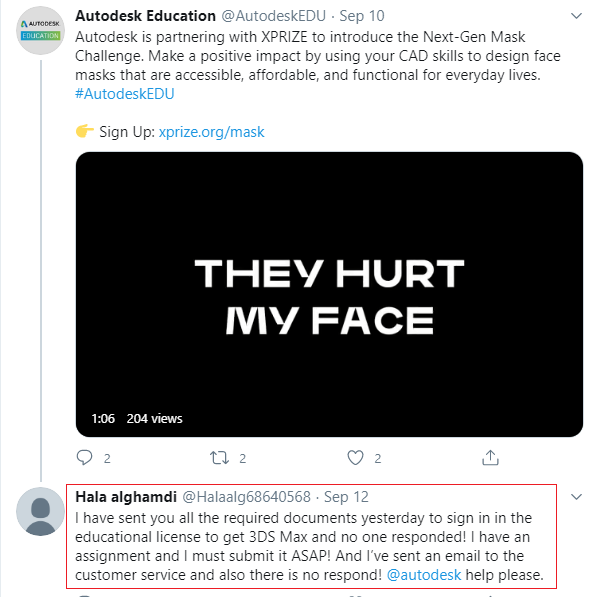 AUTODESK
EDUCATION
Autodesk Education @AutodeskEDU · Sep 10
Autodesk is partnering with XPRIZE to introduce the Next-Gen Mask
Challenge. Make a positive impact by using your CAD skills to design face
masks that are accessible, affordable, and functional for everyday lives.
#AutodeskEDU
👉 Sign Up: xprize.org/mask
THEY HURT
MY FACE
1:06 204 views
2 2 2
Hala alghamdi @Halaalg68640568 · Sep 12
I have sent you all the required documents yesterday to sign in in the
educational license to get 3DS Max and no one responded! I have an
assignment and I must submit it ASAP! And I’ve sent an email to the
customer service and also there is no respond! @autodesk help please.